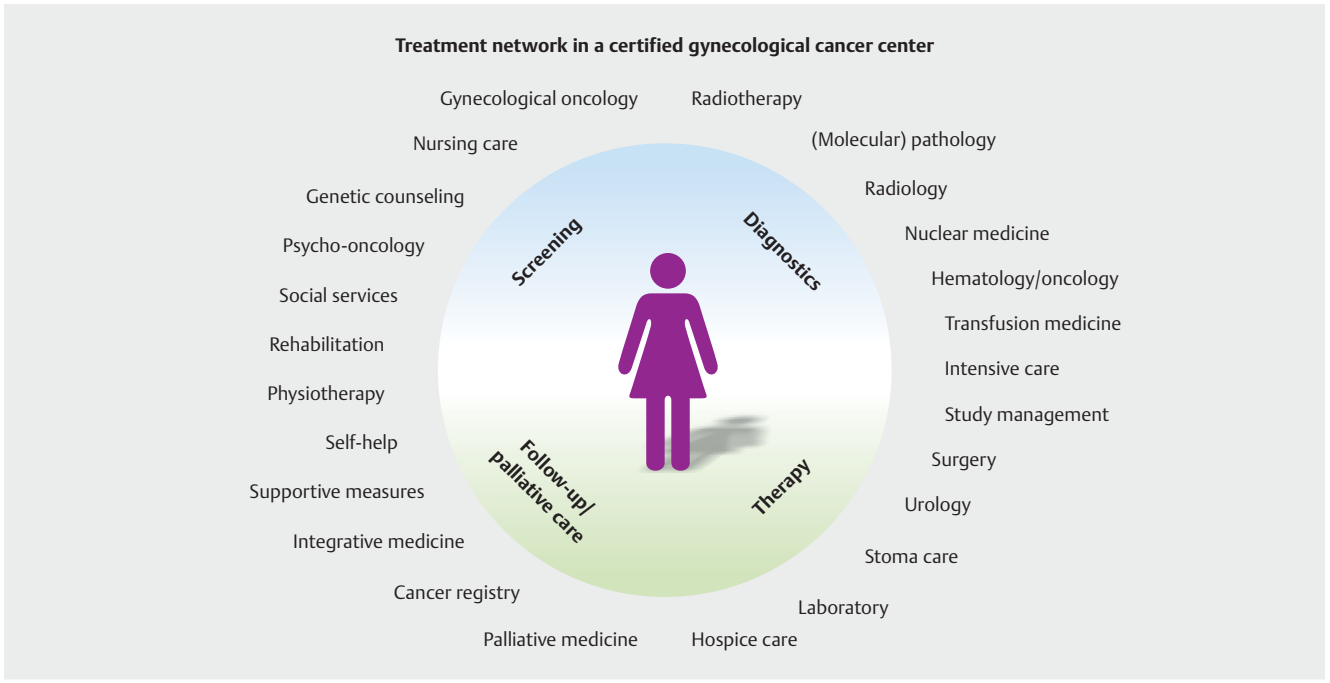 Treatment network in a certified gynecological cancer center
Gynecological oncology
Radiotherapy
Nursing care
(Molecular) pathology
Genetic counseling
Radiology
Psycho-oncology
Nuclear medicine
Social services
Hematology/oncology
Rehabilitation
Transfusion medicine
Physiotherapy
Intensive care
Self-help
Study management
Supportive measures
Surgery
Integrative medicine
Urology
Cancer registry
Stoma care
Palliative medicine
Laboratory
Hospice care
Screening
Diagnostics
Follow-up/
palliative care
Therapy